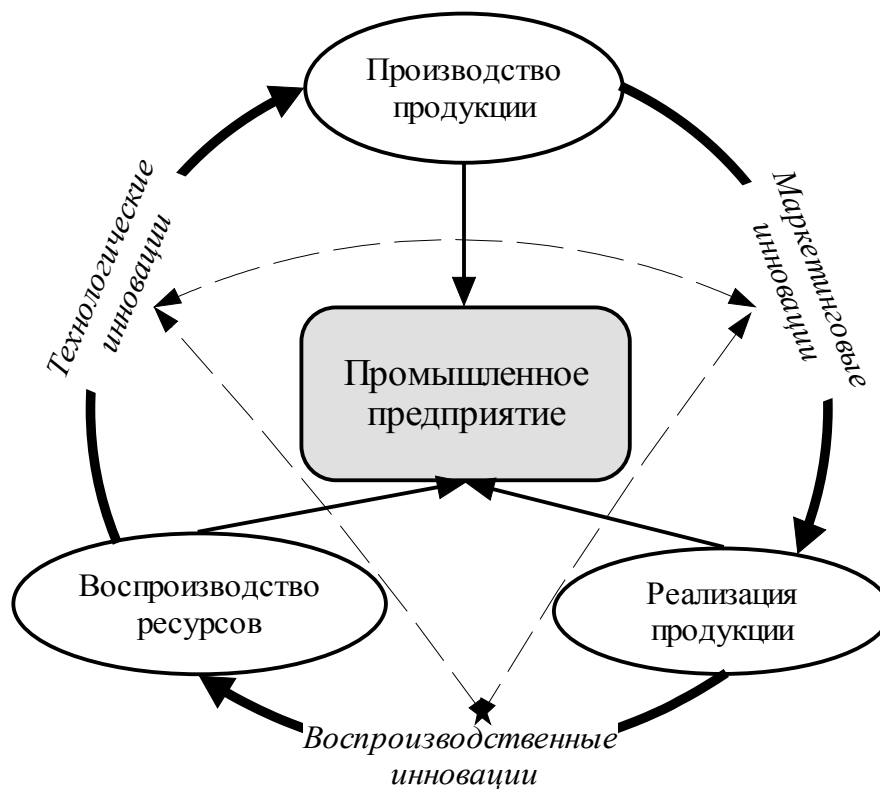 Производство
продукции
Технологические
инновации
Маркетинговые
инновации
Промышленное
предприятие
Воспроизводство
ресурсов
Реализация
продукции
Воспроизводственные
инновации